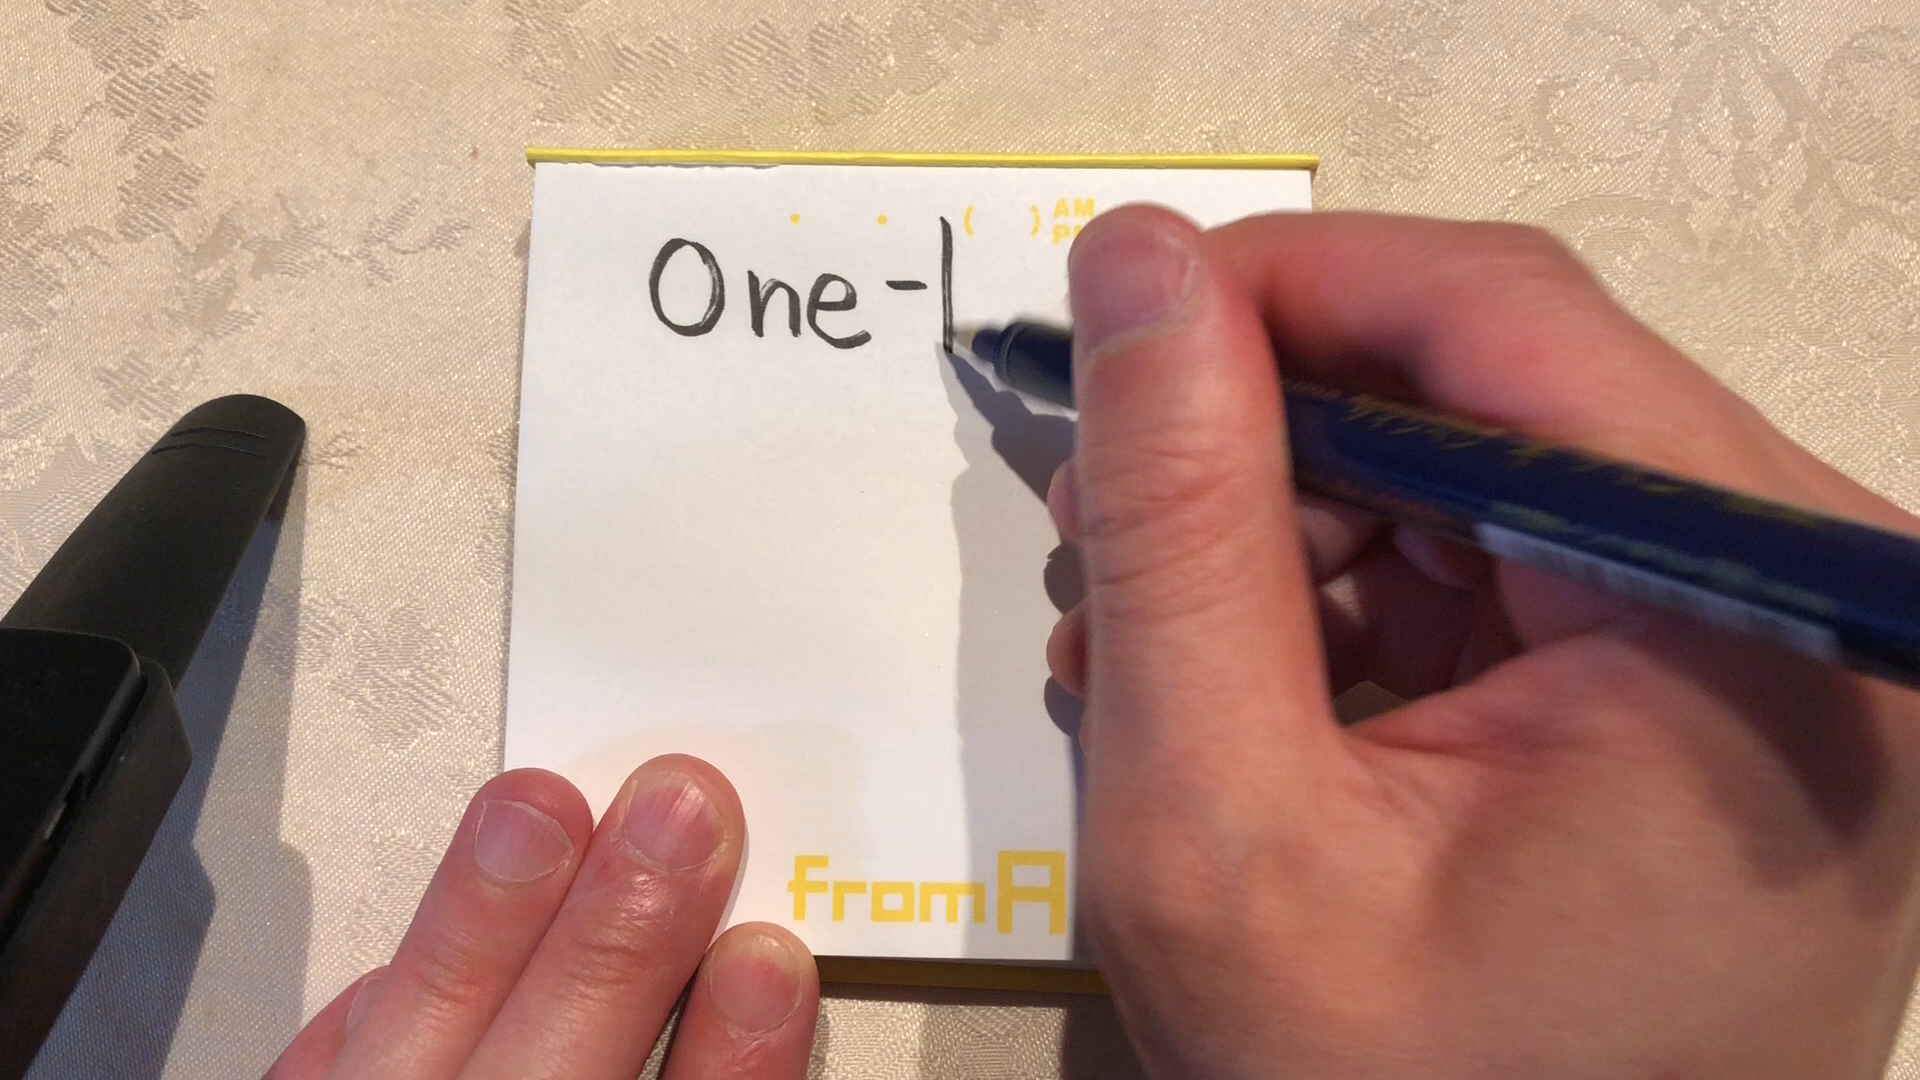 . . ( ) AM
One-l
fromA